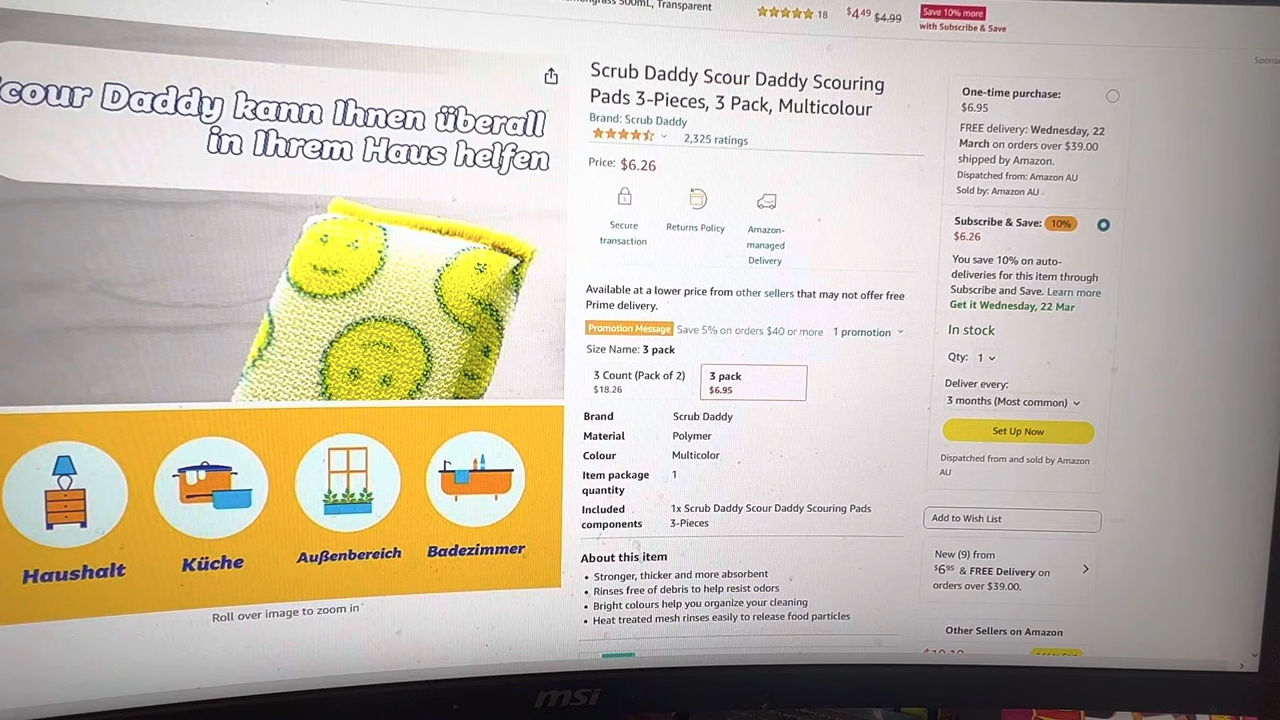 500mL, Transparent
18
$4.49 $4.99
Save 10% more
with Subscribe & Save
cour Daddy kann Ihnen überall
in Ihrem Haus helfen
Haushalt
Küche
Außenbereich
Badezimmer
Roll over image to zoom in
Scrub Daddy Scour Daddy Scouring
Pads 3-Pieces, 3 Pack, Multicolour
Brand: Scrub Daddy
2,325 ratings
Price: $6.26
Secure
transaction
Returns Policy
Amazon-
managed
Delivery
Available at a lower price from other sellers that may not offer free
Prime delivery.
Promotion Message Save 5% on orders $40 or more 1 promotion
Size Name: 3 pack
3 Count (Pack of 2)
$18.26
3 pack
$6.95
Brand Scrub Daddy
Material Polymer
Colour Multicolor
Item package
quantity
1
Included
components
1x Scrub Daddy Scour Daddy Scouring Pads
3-Pieces
About this item
• Stronger, thicker and more absorbent
• Rinses free of debris to help resist odors
• Bright colours help you organize your cleaning
• Heat treated mesh rinses easily to release food particles
One-time purchase:
$6.95
FREE delivery: Wednesday, 22
March on orders over $39.00
shipped by Amazon.
Dispatched from: Amazon AU
Sold by: Amazon AU
Subscribe & Save: 10%
$6.26
You save 10% on auto-
deliveries for this item through
Subscribe and Save. Learn more
Get it Wednesday, 22 Mar
In stock
Qty: 1
Deliver every:
3 months (Most common)
Set Up Now
Dispatched from and sold by Amazon
AU
Add to Wish List
New (9) from
$6.95 & FREE Delivery on
orders over $39.00.
Other Sellers on Amazon
msi